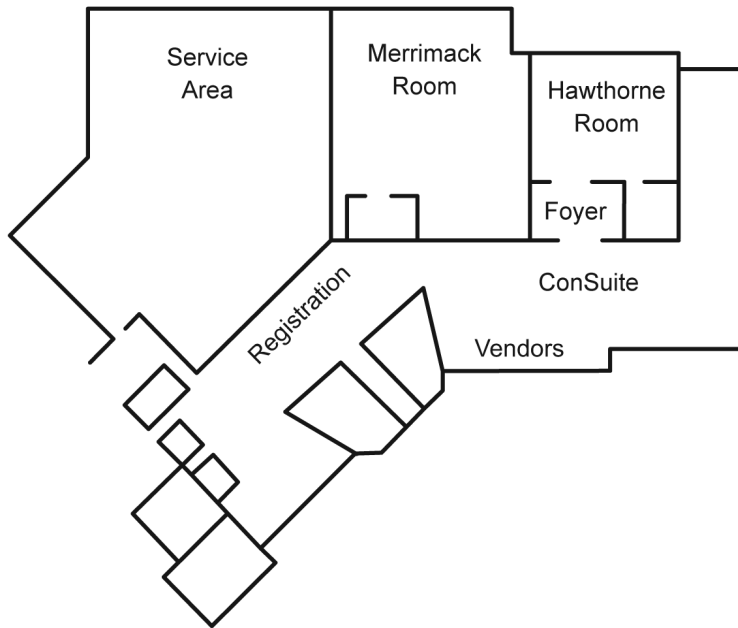 Service
Area
Merrimack
Room
Hawthorne
Room
Foyer
ConSuite
Registration
Vendors